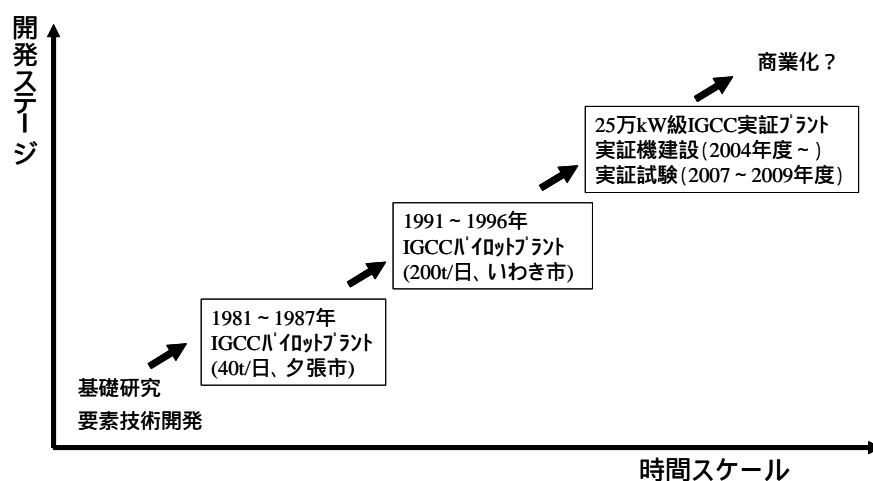 開発ステージ
商業化？
25万kW級IGCC実証ﾌﾟﾗﾝﾄ
実証機建設(2004年度～)
実証試験(2007～2009年度)
1991～1996年
IGCCﾊﾟｲﾛｯﾄﾌﾟﾗﾝﾄ
(200t/日、いわき市)
1981～1987年
IGCCﾊﾟｲﾛｯﾄﾌﾟﾗﾝﾄ
(40t/日、夕張市)
基礎研究
要素技術開発
時間スケール